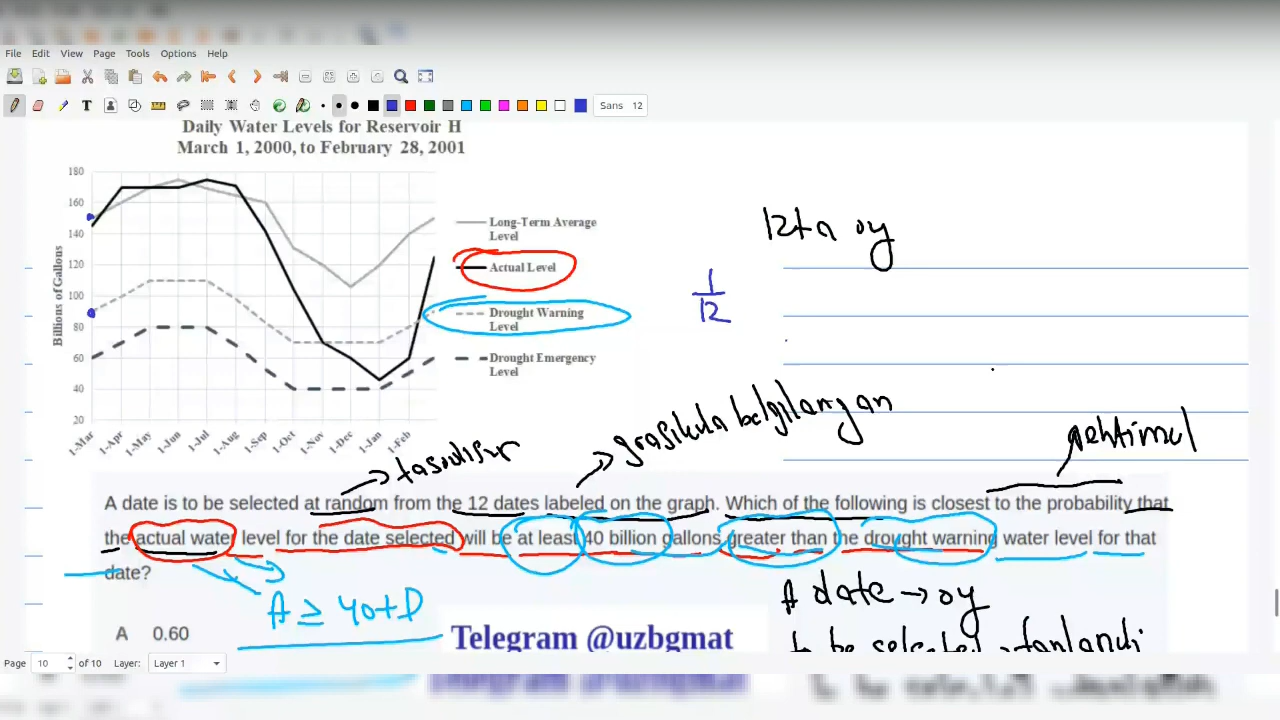 File Edit View Page Tools Options Help
Sans 12
Daily Water Levels for Reservoir H
March 1, 2000, to February 28, 2001
Billions of Gallons
180
160
140
120
100
80
60
40
20
1-Mar 1-Apr 1-May 1-Jun 1-Jul 1-Aug 1-Sep 1-Oct 1-Nov 1-Dec 1-Jan 1-Feb
Long-Term Average
Level
Actual Level
Drought Warning
Level
Drought Emergency
Level
12ta oy
1
12
grafikda belgilangan
A date is to be selected at random from the 12 dates labeled on the graph. Which of the following is closest to the probability that
the actual water level for the date selected will be at least 40 billion gallons greater than the drought warning water level for that
date?
A ≥ 40+D
A date → oy
to be selected → tanlandi
A 0.60
Telegram @uzbgmat
Page 10 of 10 Layer: Layer 1